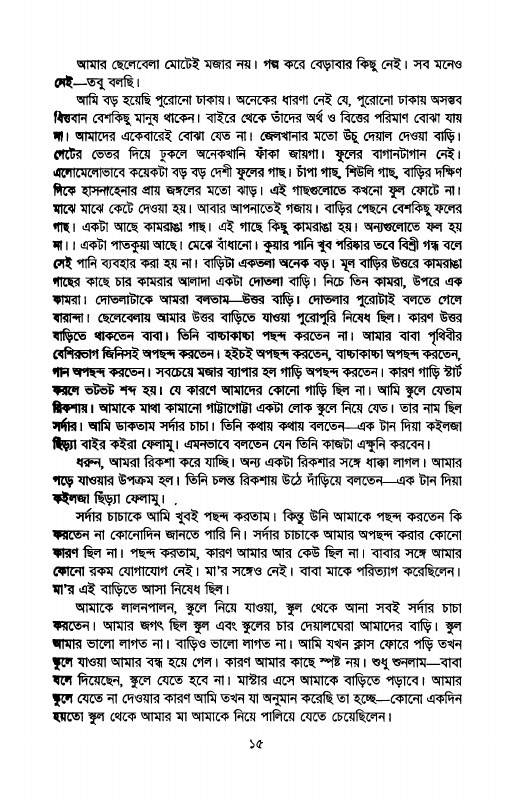 আমার ছেলেবেলা মোটেই মজার নয়। গল্প করে বেড়াবার কিছু নেই। সব মনেও
নেই—তবু বলছি।
আমি বড় হয়েছি পুরোনো ঢাকায়। অনেকের ধারণা নেই যে, পুরোনো ঢাকায় অসম্ভব
বিত্তবান বেশকিছু মানুষ থাকেন। বাইরে থেকে তাঁদের অর্থ ও বিত্তের পরিমাণ বোঝা যায়
না। আমাদের একেবারেই বোঝা যেত না। জেলখানার মতো উঁচু দেয়াল দেওয়া বাড়ি।
গেটের ভেতর দিয়ে ঢুকলে অনেকখানি ফাঁকা জায়গা। ফুলের বাগানটাগান নেই।
এলোমেলোভাবে কয়েকটা বড় বড় দেশী ফুলের গাছ। চাঁপা গাছ, শিউলি গাছ, বাড়ির দক্ষিণ
দিকে হাসনাহেনার প্রায় জঙ্গলের মতো ঝাড়। এই গাছগুলোতে কখনো ফুল ফোটে না।
মাঝে মাঝে কেটে দেওয়া হয়। আবার আপনাতেই গজায়। বাড়ির পেছনে বেশকিছু ফলের
গাছ। একটা আছে কামরাঙা গাছ। এই গাছে কিছু কামরাঙা হয়। অন্যগুলোতে ফল হয়
না।। একটা পাতকুয়া আছে। মেঝে বাঁধানো। কুয়ার পানি খুব পরিষ্কার তবে বিশ্রী গন্ধ বলে
সেই পানি ব্যবহার করা হয় না। বাড়িটা একতলা অনেক বড়। মূল বাড়ির উত্তরে কামরাঙা
গাছের কাছে চার কামরার আলাদা একটা দোতলা বাড়ি। নিচে তিন কামরা, উপরে এক
কামরা। দোতলাটাকে আমরা বলতাম—উত্তর বাড়ি। দোতলার পুরোটাই বলতে গেলে
বারান্দা। ছেলেবেলায় আমার উত্তর বাড়িতে যাওয়া পুরোপুরি নিষেধ ছিল। কারণ উত্তর
বাড়িতে থাকতেন বাবা। তিনি বাচ্চাকাচ্চা পছন্দ করতেন না। আমার বাবা পৃথিবীর
বেশিরভাগ জিনিসই অপছন্দ করতেন। হইচই অপছন্দ করতেন, বাচ্চাকাচ্চা অপছন্দ করতেন,
গান অপছন্দ করতেন। সবচেয়ে মজার ব্যাপার হল গাড়ি অপছন্দ করতেন। কারণ গাড়ি স্টার্ট
করলে ভটভট শব্দ হয়। যে কারণে আমাদের কোনো গাড়ি ছিল না। আমি স্কুলে যেতাম
রিকশায়। আমাকে মাথা কামানো গাট্টাগোট্টা একটা লোক স্কুলে নিয়ে যেত। তার নাম ছিল
সর্দার। আমি ডাকতাম সর্দার চাচা। তিনি কথায় কথায় বলতেন—এক টান দিয়া কইলজা
ছিঁড়্যা বাইর কইরা ফেলামু। এমনভাবে বলতেন যেন তিনি কাজটা এক্ষুনি করবেন।
ধরুন, আমরা রিকশা করে যাচ্ছি। অন্য একটা রিকশার সঙ্গে ধাক্কা লাগল। আমার
পড়ে যাওয়ার উপক্রম হল। তিনি চলন্ত রিকশায় উঠে দাঁড়িয়ে বলতেন—এক টান দিয়া
কইলজা ছিঁড়্যা ফেলামু।
সর্দার চাচাকে আমি খুবই পছন্দ করতাম। কিন্তু উনি আমাকে পছন্দ করতেন কি
করতেন না কোনোদিন জানতে পারি নি। সর্দার চাচাকে আমার অপছন্দ করার কোনো
কারণ ছিল না। পছন্দ করতাম, কারণ আমার আর কেউ ছিল না। বাবার সঙ্গে আমার
কোনো রকম যোগাযোগ নেই। মা'র সঙ্গেও নেই। বাবা মাকে পরিত্যাগ করেছিলেন।
মা'র এই বাড়িতে আসা নিষেধ ছিল।
আমাকে লালনপালন, স্কুলে নিয়ে যাওয়া, স্কুল থেকে আনা সবই সর্দার চাচা
করতেন। আমার জগৎ ছিল স্কুল এবং স্কুলের চার দেয়ালঘেরা আমাদের বাড়ি। স্কুল
আমার ভালো লাগত না। বাড়িও ভালো লাগত না। আমি যখন ক্লাস ফোরে পড়ি তখন
স্কুলে যাওয়া আমার বন্ধ হয়ে গেল। কারণ আমার কাছে স্পষ্ট নয়। শুধু শুনলাম—বাবা
বলে দিয়েছেন, স্কুলে যেতে হবে না। মাস্টার এসে আমাকে বাড়িতে পড়াবে। আমার
স্কুলে যেতে না দেওয়ার কারণ আমি তখন যা অনুমান করেছি তা হচ্ছে—কোনো একদিন
হয়তো স্কুল থেকে আমার মা আমাকে নিয়ে পালিয়ে যেতে চেয়েছিলেন।
১৫